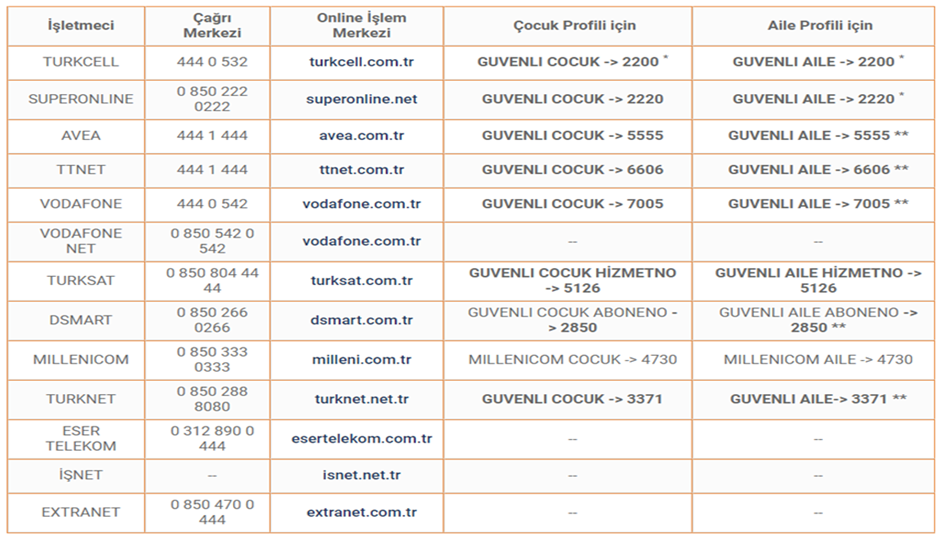 İşletmeci Çağrı Merkezi Online İşlem Merkezi Çocuk Profili için Aile Profili için
TURKCELL 444 0 532 turkcell.com.tr GUVENLI COCUK -> 2200 * GUVENLI AILE -> 2200 *
SUPERONLINE 0 850 222 0222 superonline.net GUVENLI COCUK -> 2220 GUVENLI AILE -> 2220 *
AVEA 444 1 444 avea.com.tr GUVENLI COCUK -> 5555 GUVENLI AILE -> 5555 **
TTNET 444 1 444 ttnet.com.tr GUVENLI COCUK -> 6606 GUVENLI AILE -> 6606 **
VODAFONE 444 0 542 vodafone.com.tr GUVENLI COCUK -> 7005 GUVENLI AILE -> 7005 **
VODAFONE NET 0 850 542 0 542 vodafone.com.tr -- --
TURKSAT 0 850 804 44 44 turksat.com.tr GUVENLI COCUK HİZMETNO -> 5126 GUVENLI AILE HİZMETNO -> 5126
DSMART 0 850 266 0266 dsmart.com.tr GUVENLI COCUK ABONENO -> 2850 GUVENLI AILE ABONENO -> 2850 **
MILLENICOM 0 850 333 0333 milleni.com.tr MILLENICOM COCUK -> 4730 MILLENICOM AILE -> 4730
TURKNET 0 850 288 8080 turknet.net.tr GUVENLI COCUK -> 3371 GUVENLI AILE-> 3371 **
ESER TELEKOM 0 312 890 0 444 esertelekom.com.tr -- --
İŞNET -- isnet.net.tr -- --
EXTRANET 0 850 470 0 444 extranet.com.tr -- --